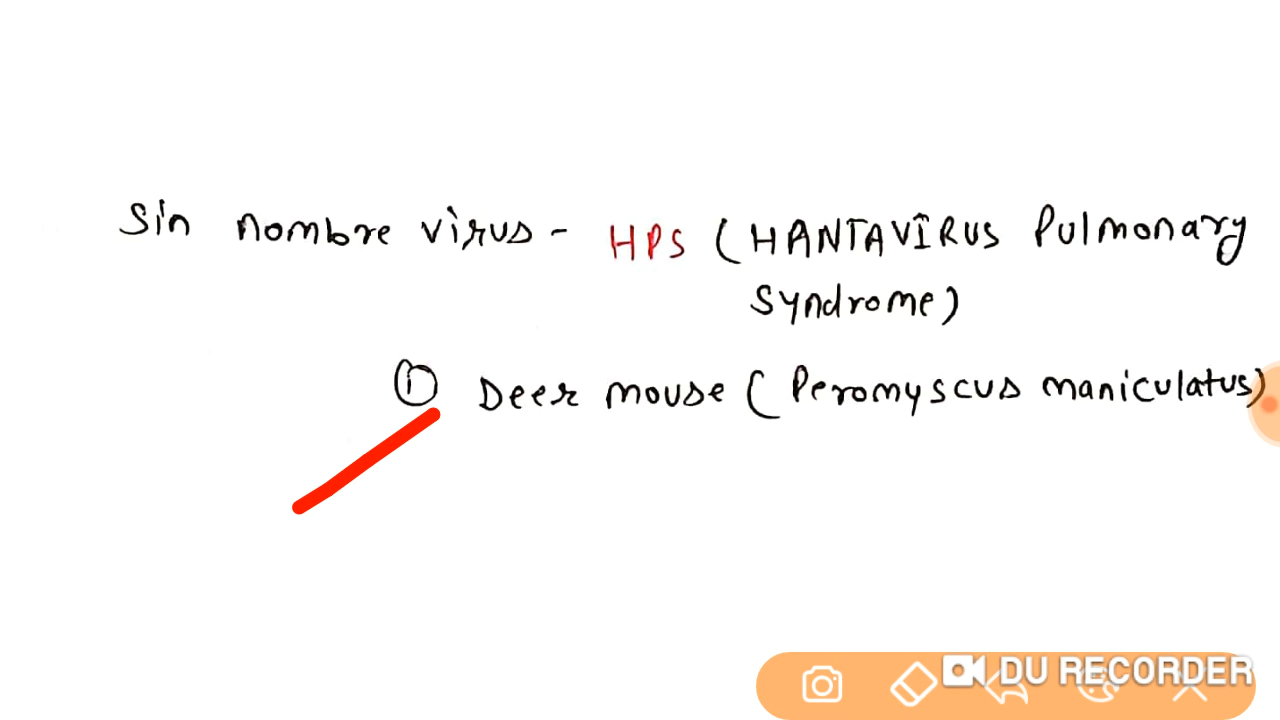 Sin nombre virus - HPS (HANTAVIRUS Pulmonary
Syndrome)
① Deer mouse (Peromyscus maniculatus)
DU RECORDER